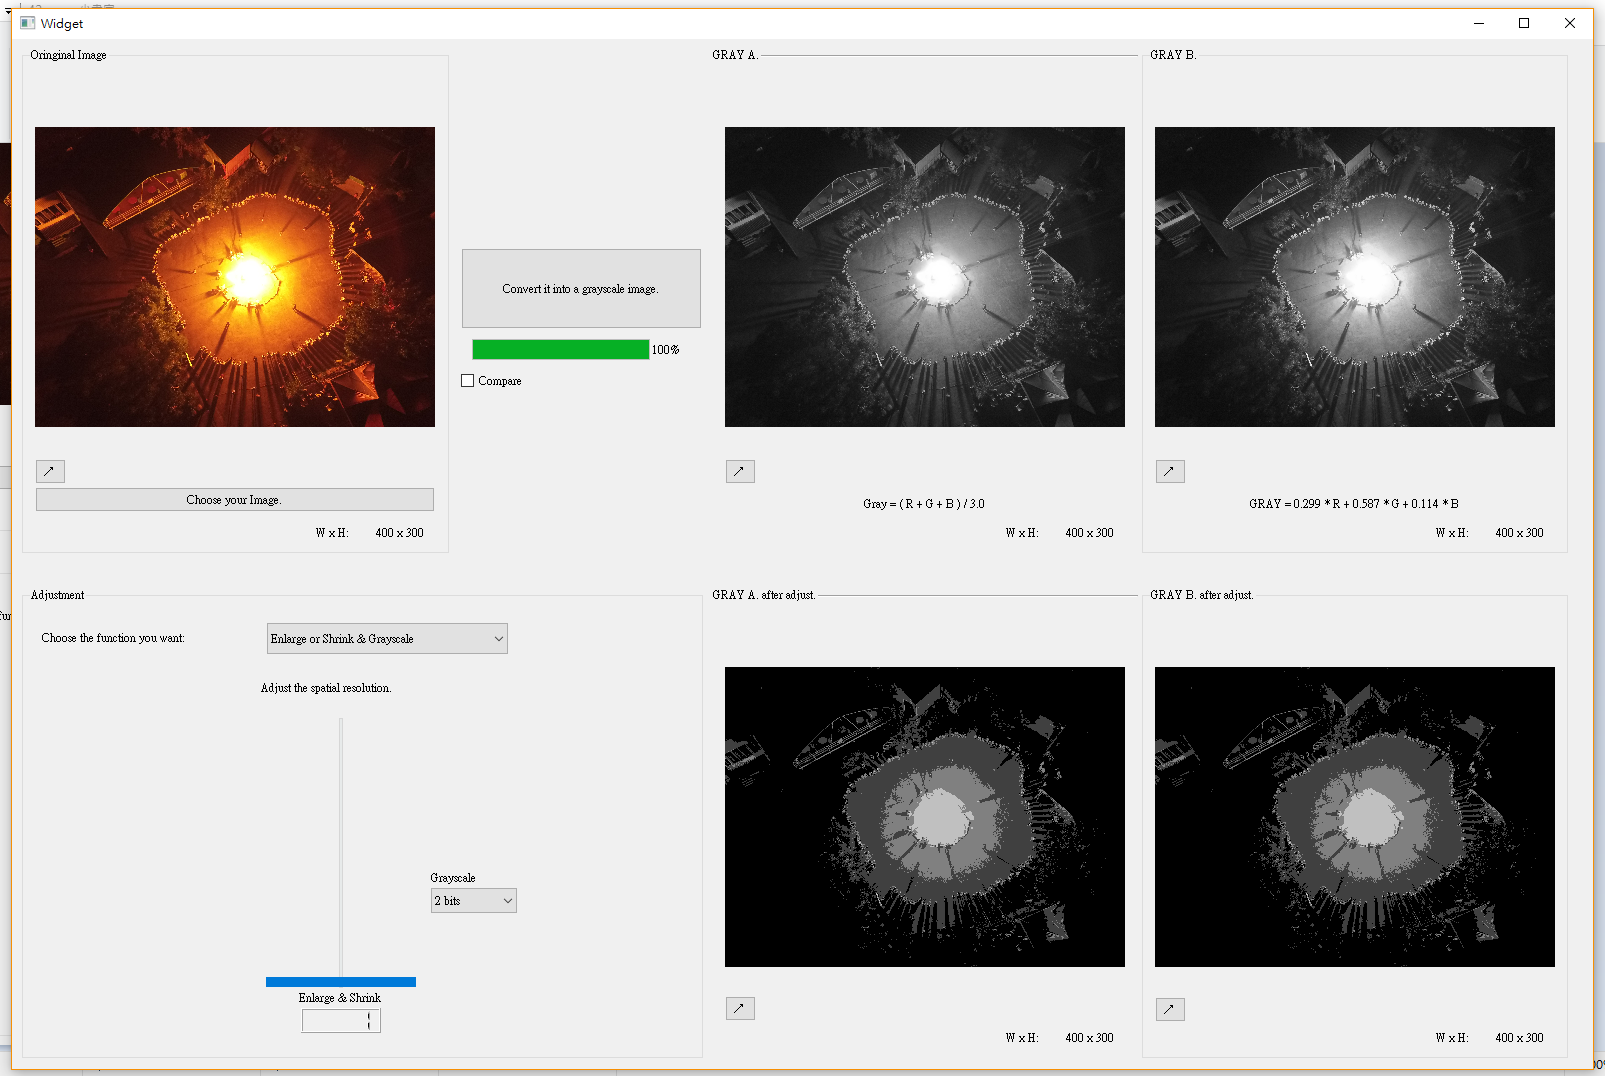 Widget
Oringinal Image
GRAY A.
GRAY B.
Convert it into a grayscale image.
100%
Compare
Choose your Image.
Gray = ( R + G + B ) / 3.0
GRAY = 0.299 * R + 0.587 * G + 0.114 * B
W x H: 400 x 300
W x H: 400 x 300
W x H: 400 x 300
Adjustment
GRAY A. after adjust.
GRAY B. after adjust.
Choose the function you want:
Enlarge or Shrink & Grayscale
Adjust the spatial resolution.
Grayscale
2 bits
Enlarge & Shrink
W x H: 400 x 300
W x H: 400 x 300